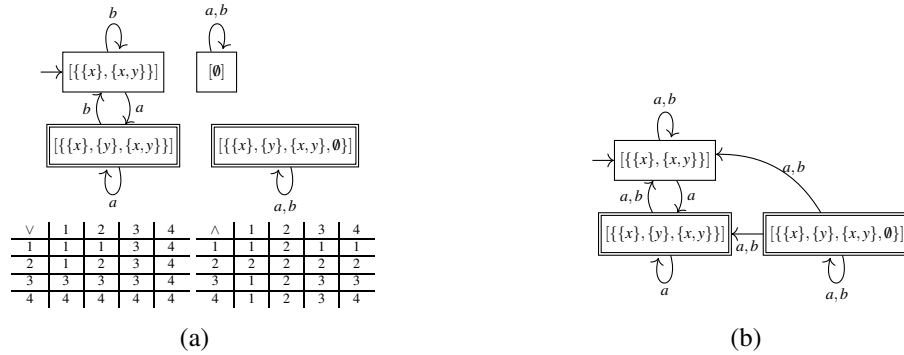 b
a, b
[{{x}, {x, y}}]
[∅]
b
a
[{{x}, {y}, {x, y}}]
[{{x}, {y}, {x, y}, ∅}]
a
a, b
∨ 1 2 3 4
1 1 1 3 4
2 1 2 3 4
3 3 3 3 4
4 4 4 4 4
∧ 1 2 3 4
1 1 2 1 1
2 2 2 2 2
3 1 2 3 3
4 1 2 3 4
(a)
a, b
[{{x}, {x, y}}]
a, b
a, b
a
[{{x}, {y}, {x, y}}]
a, b
[{{x}, {y}, {x, y}, ∅}]
a
a, b
(b)